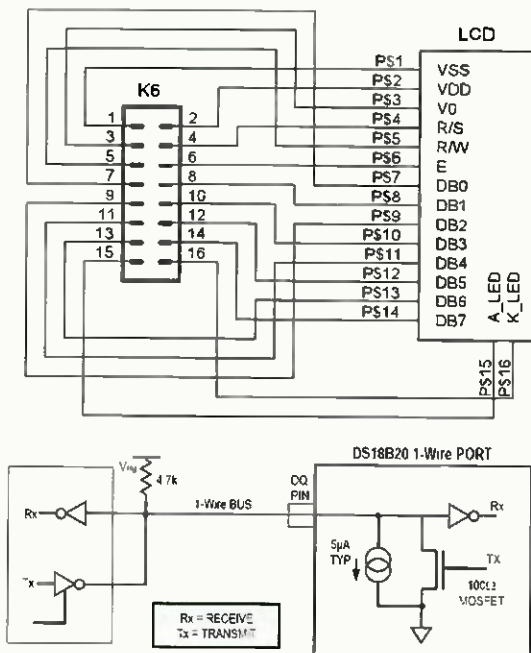 LCD
K6
P$1
P$2
P$3
P$4
P$5
P$6
P$7
P$8
P$9
P$10
P$11
P$12
P$13
P$14
VSS
VDD
V0
R/S
R/W
E
DB0
DB1
DB2
DB3
DB4
DB5
DB6
DB7
A_LED
K_LED
P$15
P$16
1 2
3 4
5 6
7 8
9 10
11 12
13 14
15 16
DS18B20 1-Wire PORT
4.7k
1-Wire BUS
DQ
PIN
Rx
Tx
5µA
TYP
Rx
TX
100Ω
MOSFET
Rx = RECEIVE
Tx = TRANSMIT